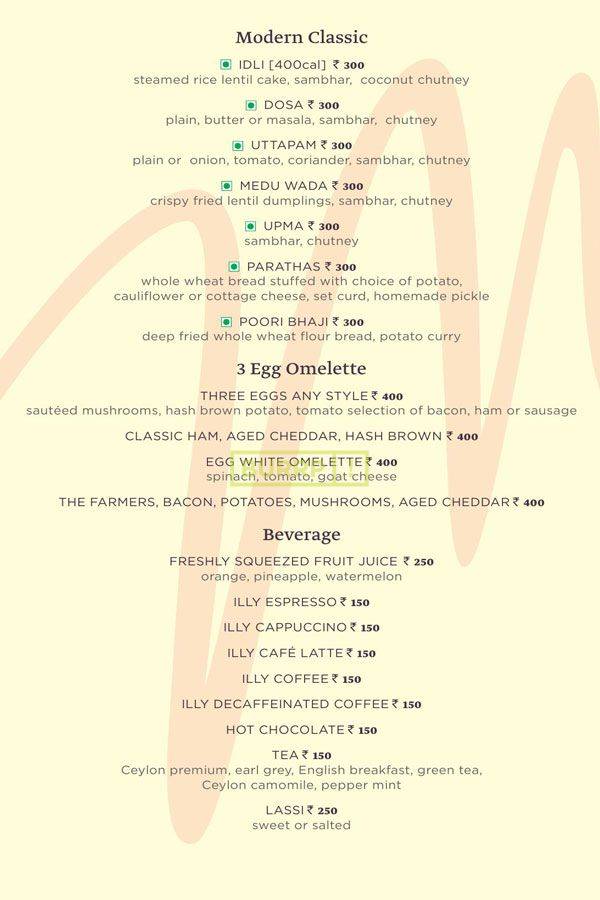 Modern Classic
IDLI [400cal] ₹ 300
steamed rice lentil cake, sambhar, coconut chutney
DOSA ₹ 300
plain, butter or masala, sambhar, chutney
UTTAPAM ₹ 300
plain or onion, tomato, coriander, sambhar, chutney
MEDU WADA ₹ 300
crispy fried lentil dumplings, sambhar, chutney
UPMA ₹ 300
sambhar, chutney
PARATHAS ₹ 300
whole wheat bread stuffed with choice of potato,
cauliflower or cottage cheese, set curd, homemade pickle
POORI BHAJI ₹ 300
deep fried whole wheat flour bread, potato curry
3 Egg Omelette
THREE EGGS ANY STYLE ₹ 400
sautéed mushrooms, hash brown potato, tomato selection of bacon, ham or sausage
CLASSIC HAM, AGED CHEDDAR, HASH BROWN ₹ 400
EGG WHITE OMELETTE ₹ 400
spinach, tomato, goat cheese
THE FARMERS, BACON, POTATOES, MUSHROOMS, AGED CHEDDAR ₹ 400
Beverage
FRESHLY SQUEEZED FRUIT JUICE ₹ 250
orange, pineapple, watermelon
ILLY ESPRESSO ₹ 150
ILLY CAPPUCCINO ₹ 150
ILLY CAFÉ LATTE ₹ 150
ILLY COFFEE ₹ 150
ILLY DECAFFEINATED COFFEE ₹ 150
HOT CHOCOLATE ₹ 150
TEA ₹ 150
Ceylon premium, earl grey, English breakfast, green tea,
Ceylon camomile, pepper mint
LASSI ₹ 250
sweet or salted